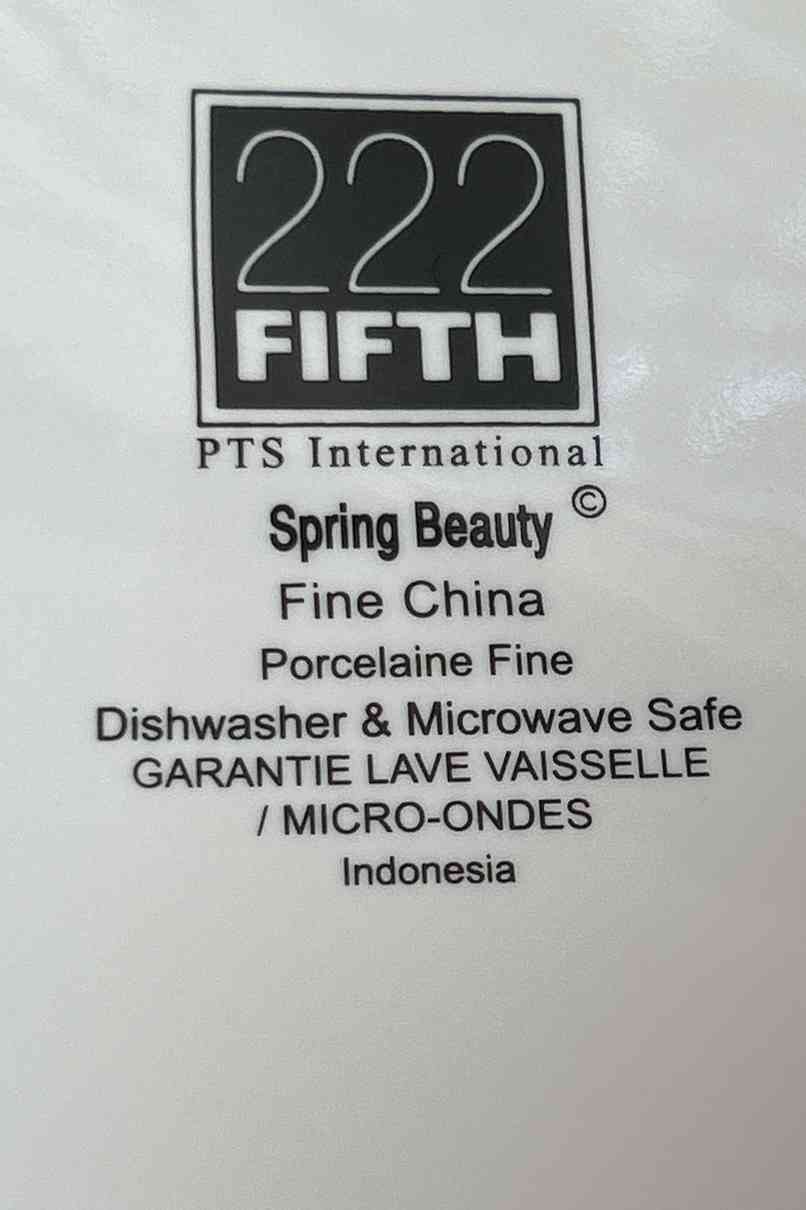 222
FIFTH
PTS International
Spring Beauty ©
Fine China
Porcelaine Fine
Dishwasher & Microwave Safe
GARANTIE LAVE VAISSELLE
/ MICRO-ONDES
Indonesia